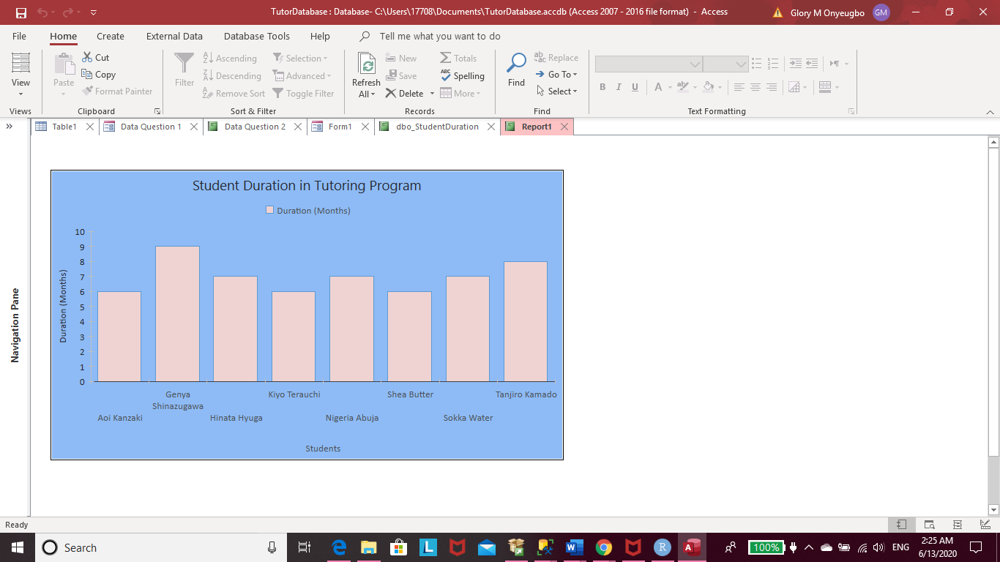 TutorDatabase : Database- C:\Users\17708\Documents\TutorDatabase.accdb (Access 2007 - 2016 file format) - Access
Glory M Onyeugbo GM
File Home Create External Data Database Tools Help Tell me what you want to do
View
Views
Paste
Cut
Copy
Format Painter
Clipboard
Filter
Ascending
Descending
Remove Sort
Selection
Advanced
Toggle Filter
Sort & Filter
Refresh
All
New
Save
Delete
Totals
Spelling
More
Records
Find
Replace
Go To
Select
Find
B I U A
Text Formatting
Table1 Data Question 1 Data Question 2 Form1 dbo_StudentDuration Report1
Navigation Pane
Student Duration in Tutoring Program
Duration (Months)
Duration (Months)
10
9
8
7
6
5
4
3
2
1
0
Aoi Kanzaki
Genya
Shinazugawa
Hinata Hyuga
Kiyo Terauchi
Nigeria Abuja
Shea Butter
Sokka Water
Tanjiro Kamado
Students
Ready
Search
100%
ENG
2:25 AM
6/13/2020